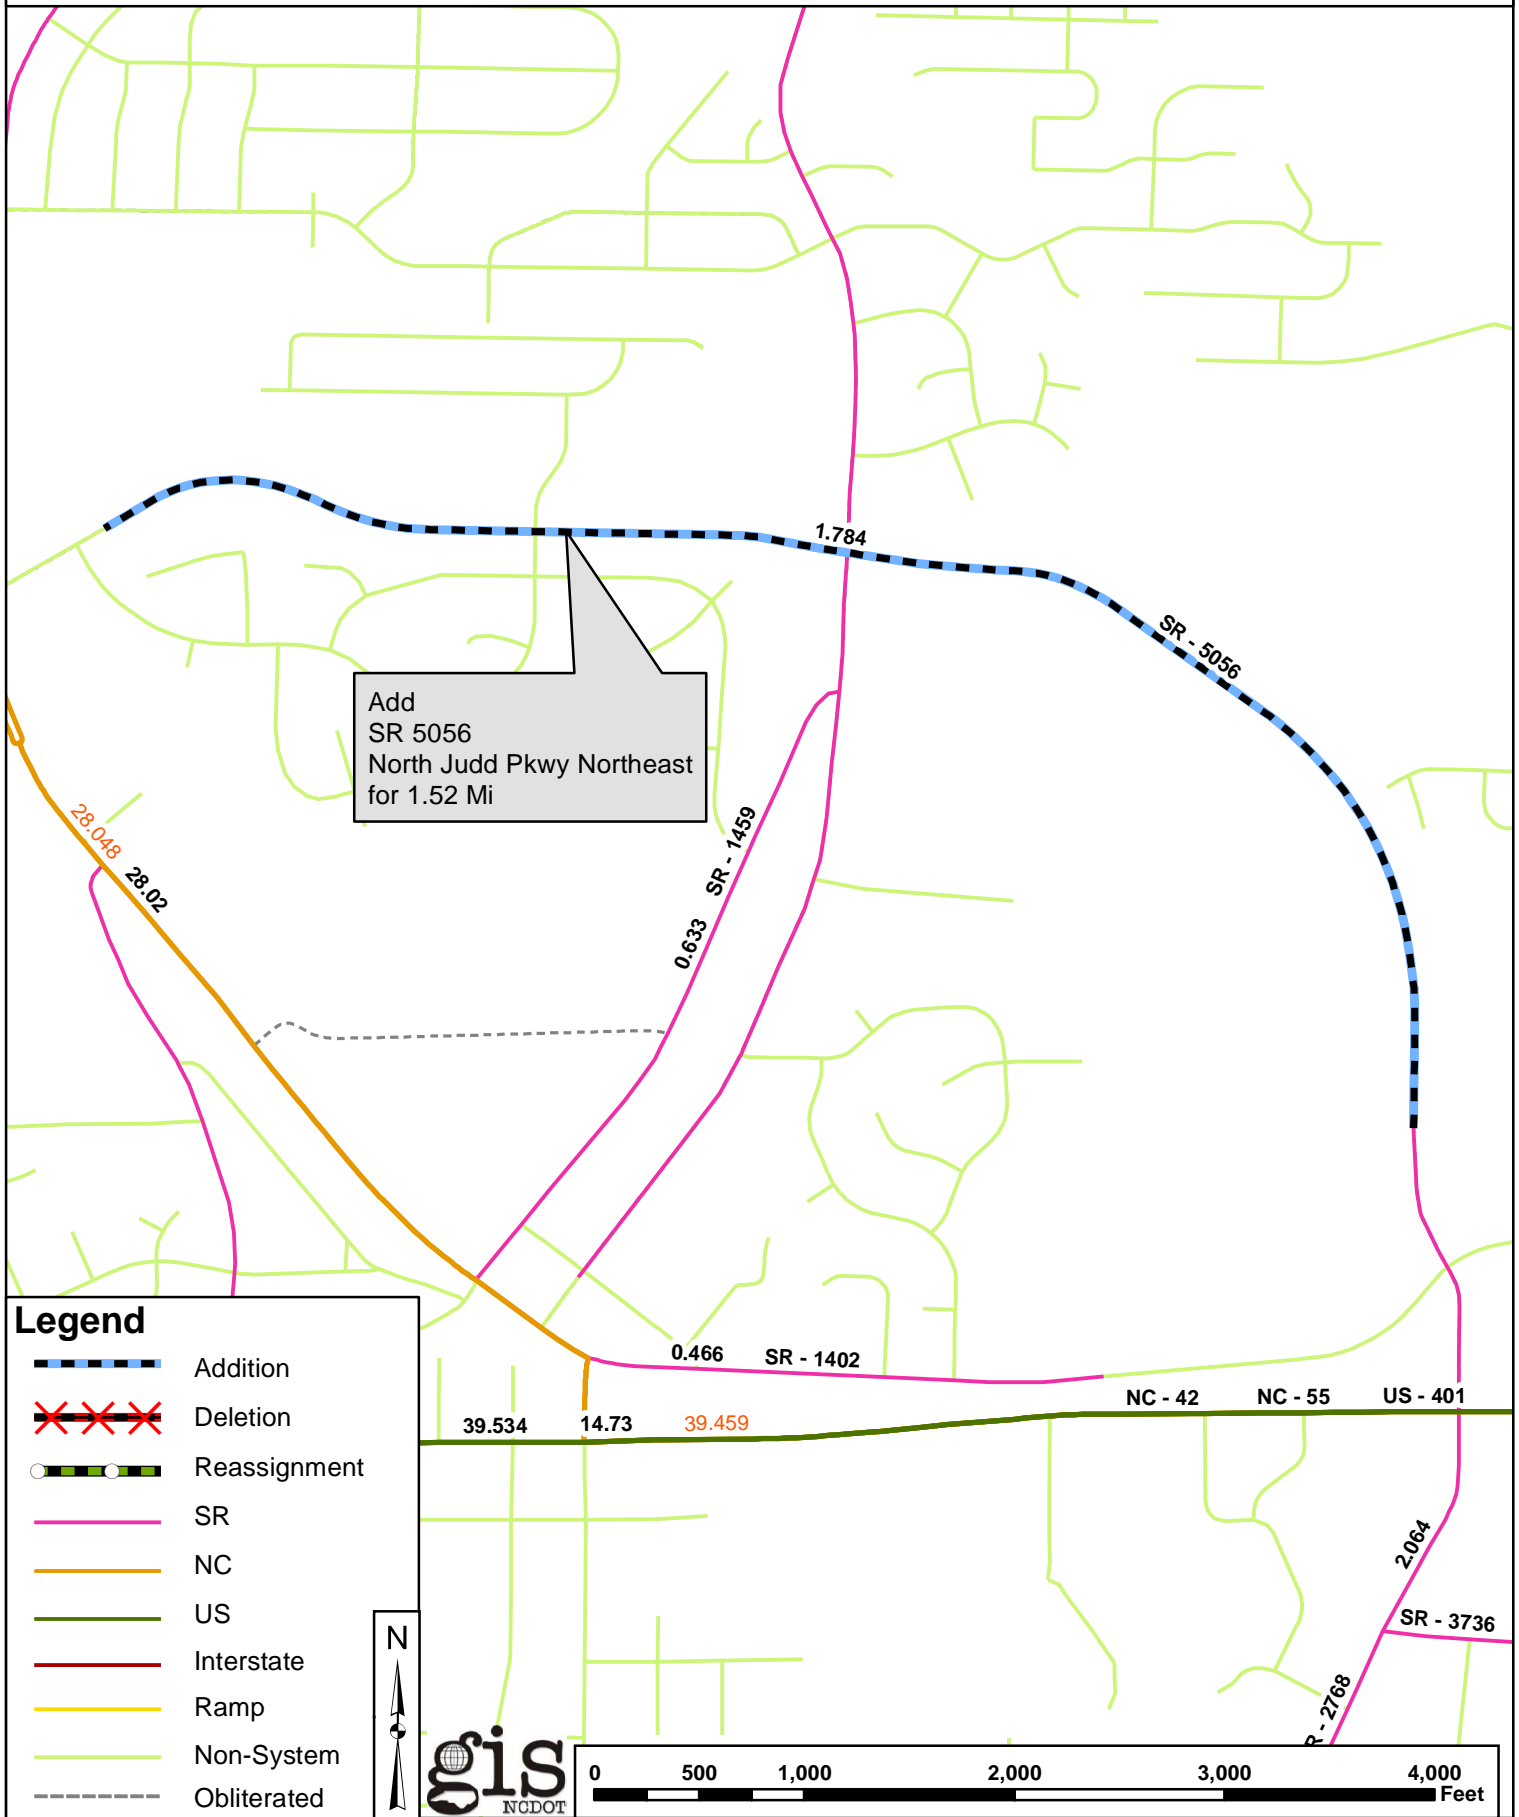 1.784
SR - 5056
Add
SR 5056
North Judd Pkwy Northeast
for 1.52 Mi
28.048
28.02
SR - 1459
0.633
0.466
SR - 1402
NC - 42
NC - 55
US - 401
39.534
14.73
39.459
2.064
SR - 3736
R - 2768
Legend
Addition
Deletion
Reassignment
SR
NC
US
Interstate
Ramp
Non-System
Obliterated
N
gis
NCDOT
0 500 1,000 2,000 3,000 4,000
Feet